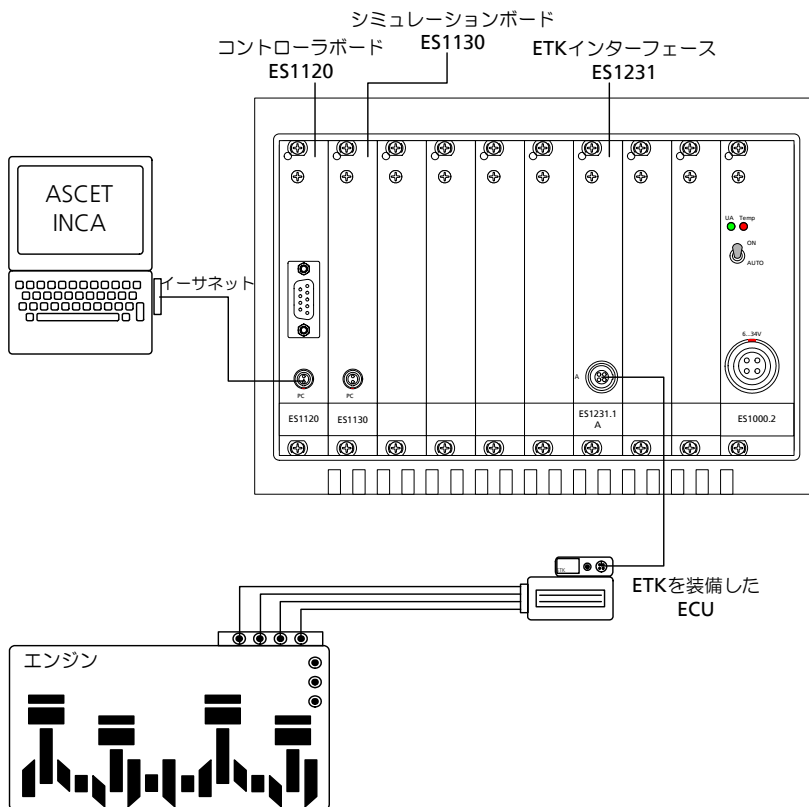 シミュレーションボード
ES1130
コントローラボード
ES1120
ETKインターフェース
ES1231
ASCET
INCA
イーサネット
UA Temp
ON
AUTO
6...34V
A
PC
PC
ES1120
ES1130
ES1231.1
A
ES1000.2
ETK
ETKを装備した
ECU
エンジン